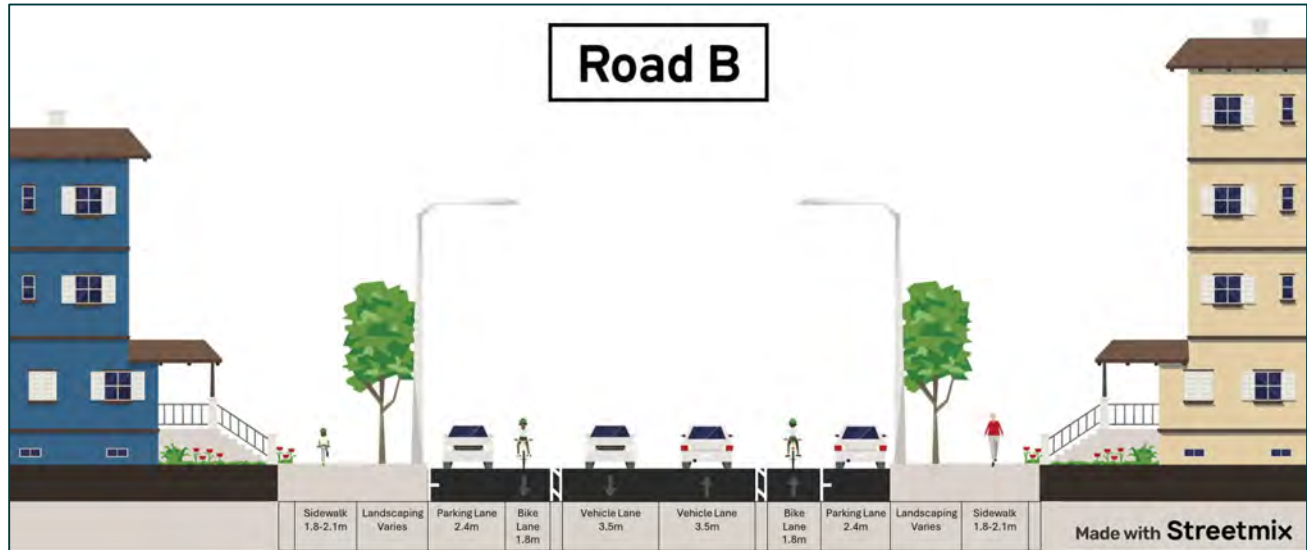 Road B
Sidewalk
1.8-2.1m
Landscaping
Varies
Parking Lane
2.4m
Bike
Lane
1.8m
Vehicle Lane
3.5m
Vehicle Lane
3.5m
Bike
Lane
1.8m
Parking Lane
2.4m
Landscaping
Varies
Sidewalk
1.8-2.1m
Made with Streetmix